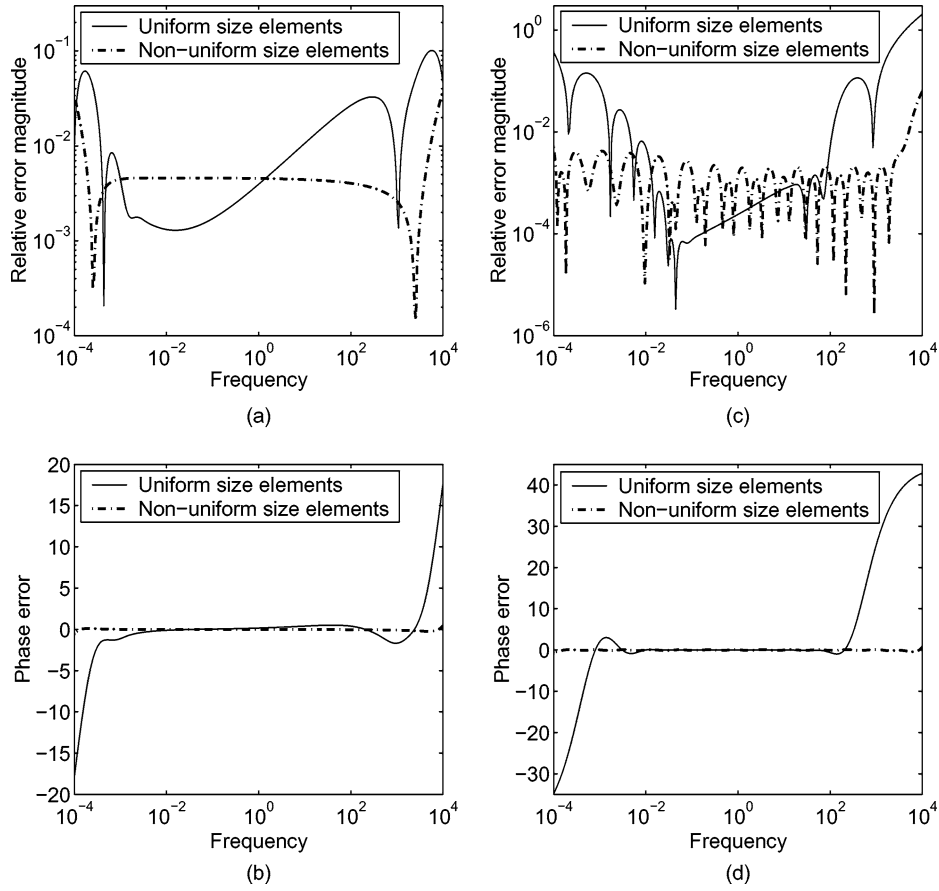 Uniform size elements
Non−uniform size elements
Relative error magnitude
10^−1
10^−2
10^−3
10^−4
10^−4
10^−2
10^0
10^2
10^4
Frequency
(a)
Uniform size elements
Non−uniform size elements
Relative error magnitude
10^0
10^−2
10^−4
10^−6
10^−4
10^−2
10^0
10^2
10^4
Frequency
(c)
Uniform size elements
Non−uniform size elements
Phase error
20
15
10
5
0
−5
−10
−15
−20
10^−4
10^−2
10^0
10^2
10^4
Frequency
(b)
Uniform size elements
Non−uniform size elements
Phase error
40
30
20
10
0
−10
−20
−30
10^−4
10^−2
10^0
10^2
10^4
Frequency
(d)